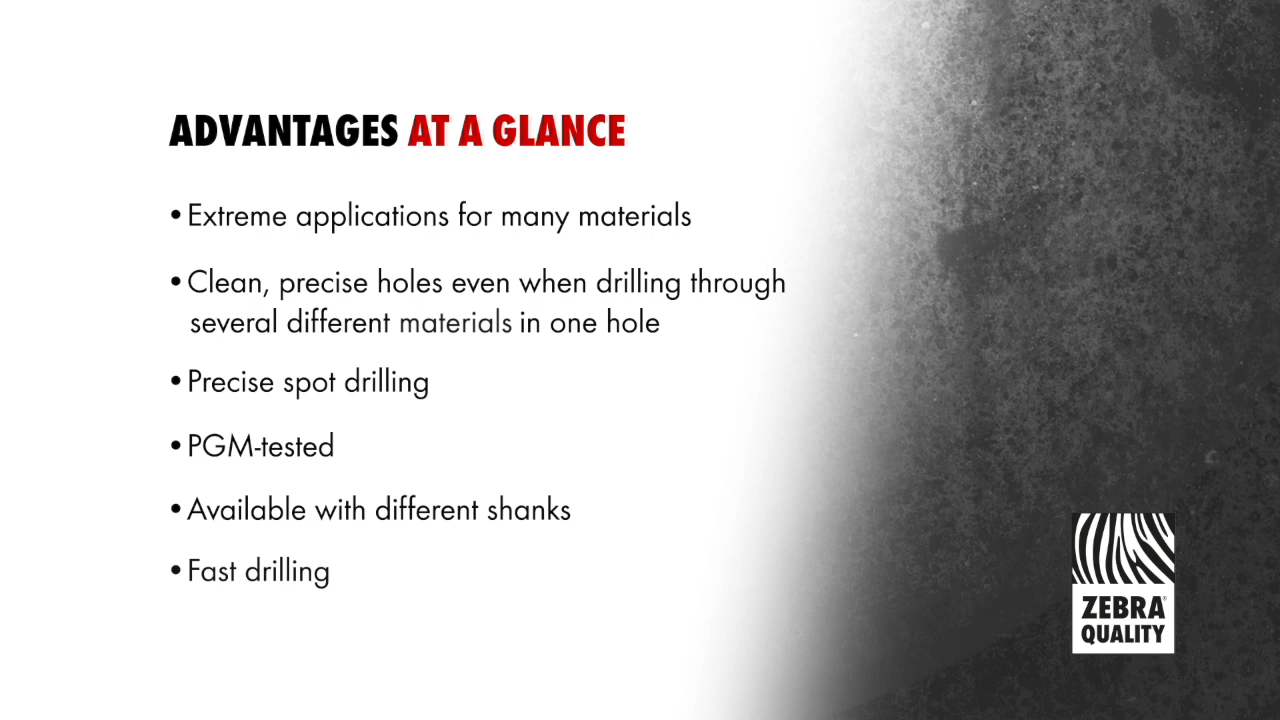 ADVANTAGES AT A GLANCE
•Extreme applications for many materials
•Clean, precise holes even when drilling through
several different materials in one hole
•Precise spot drilling
•PGM-tested
•Available with different shanks
•Fast drilling
ZEBRA®
QUALITY